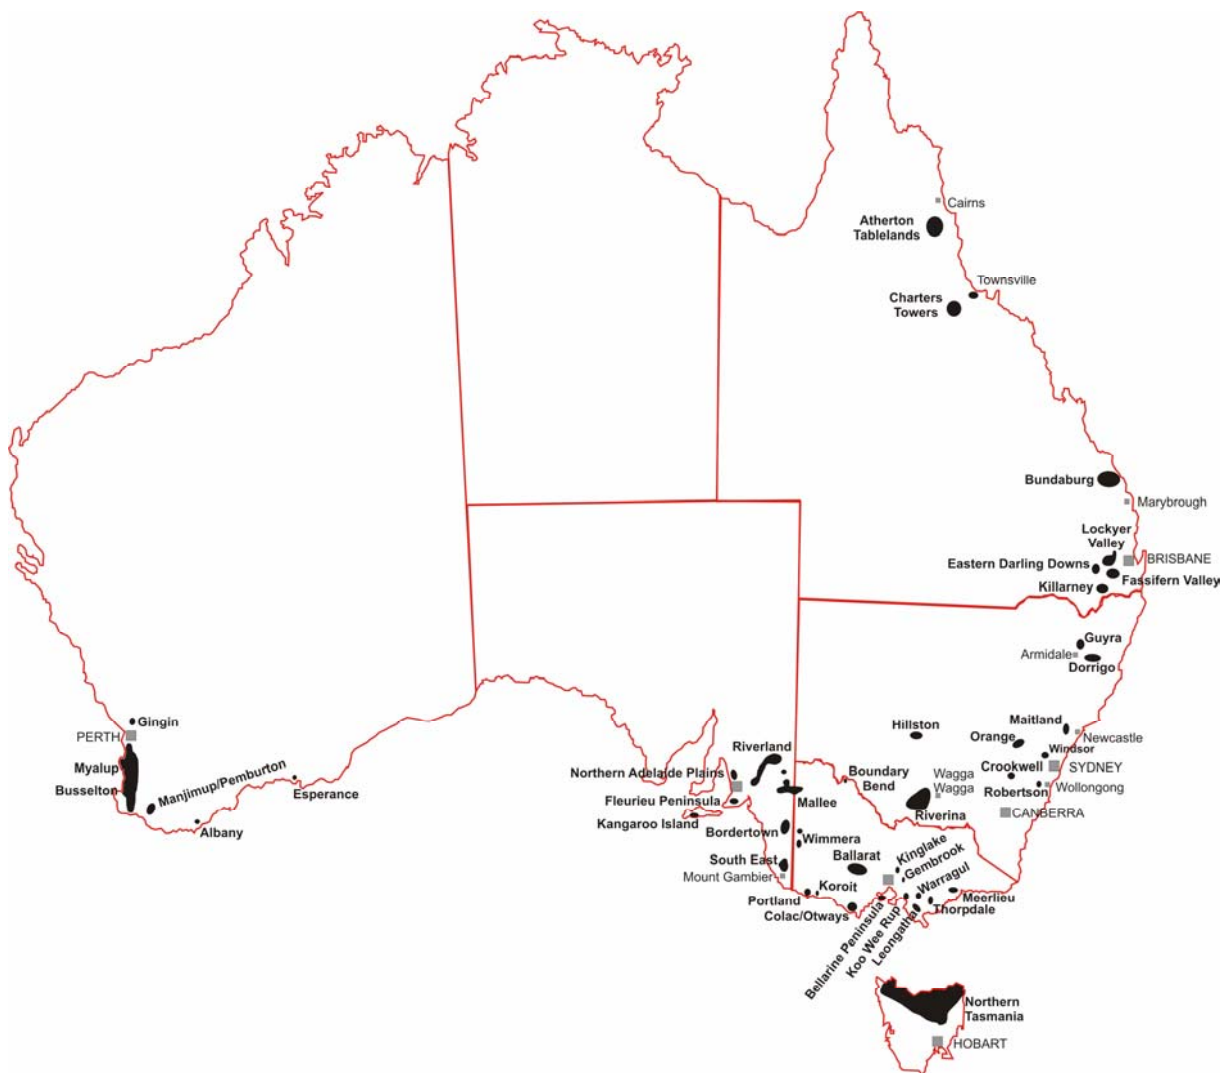 Cairns
Atherton
Tablelands
Townsville
Charters
Towers
Bundaburg
Marybrough
Lockyer
Valley
BRISBANE
Eastern Darling Downs
Fassifern Valley
Killarney
Guyra
Armidale
Dorrigo
Gingin
PERTH
Myalup
Busselton
Manjimup/Pemburton
Esperance
Albany
Hillston
Maitland
Newcastle
Orange
Windsor
Crookwell
SYDNEY
Robertson
Wollongong
CANBERRA
Riverland
Northern Adelaide Plains
Boundary
Bend
Wagga
Wagga
Fleurieu Peninsula
Mallee
Riverina
Kangaroo Island
Bordertown
Wimmera
Ballarat
Kinglake
Gembrook
South East
Mount Gambier
Warragul
Koroit
Portland
Colac/Otways
Meerlieu
Thorpdale
Bellarine Peninsula
Koo Wee Rup
Leongatha
Northern
Tasmania
HOBART